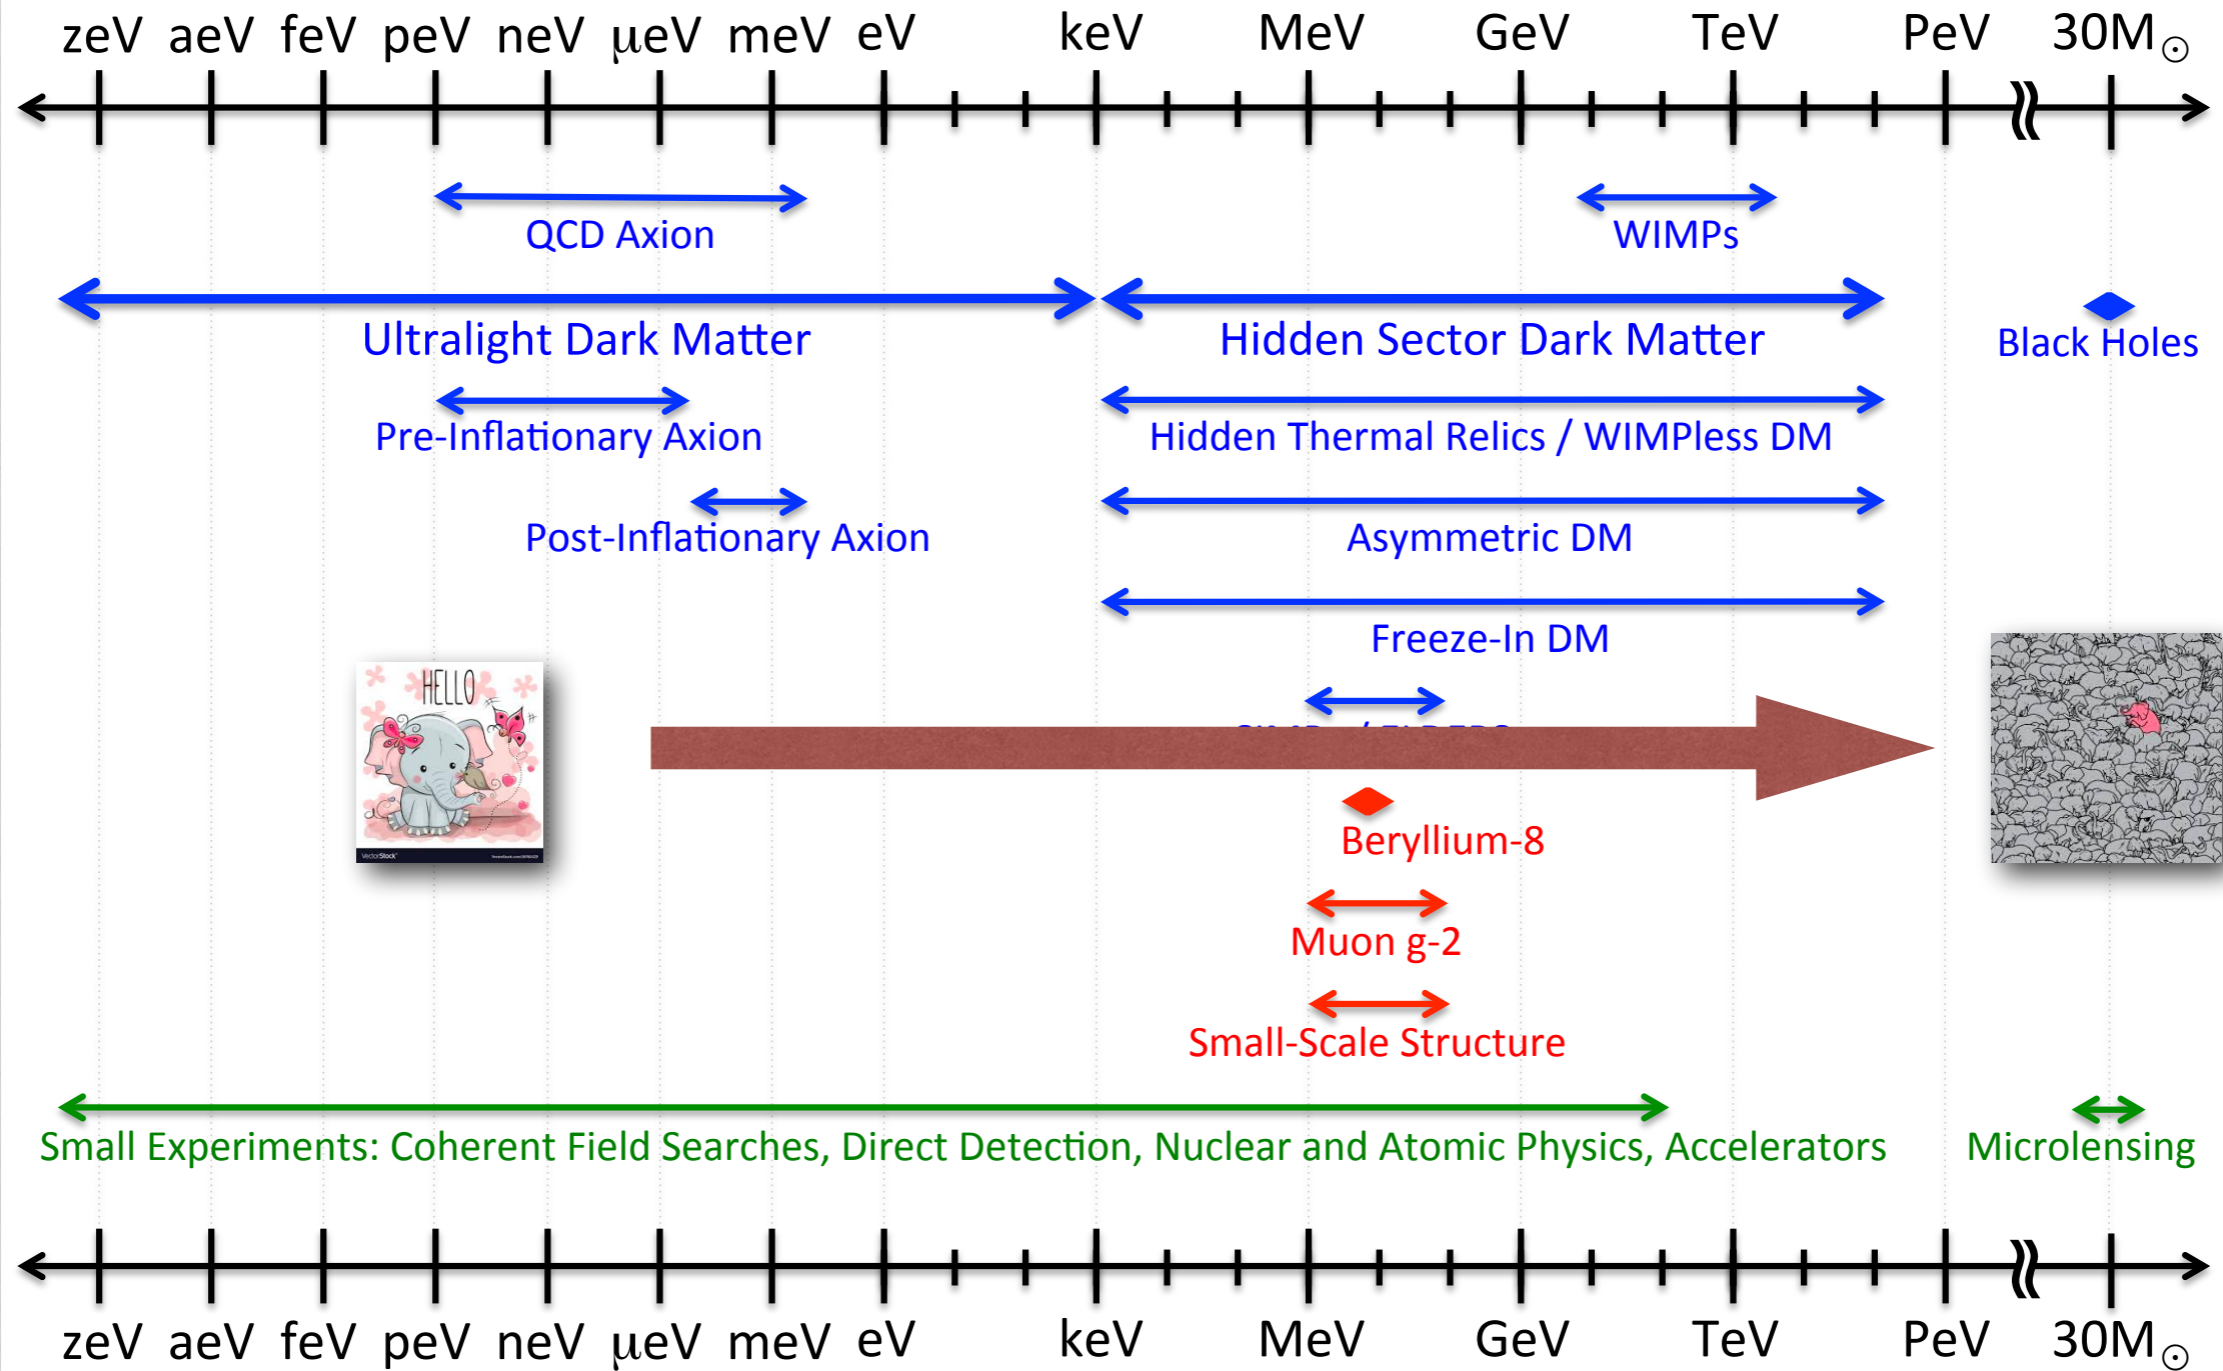 zeV aeV feV peV neV μeV meV eV keV MeV GeV TeV PeV 30M☉
QCD Axion WIMPs
Ultralight Dark Matter Hidden Sector Dark Matter Black Holes
Pre-Inflationary Axion Hidden Thermal Relics / WIMPless DM
Post-Inflationary Axion Asymmetric DM
Freeze-In DM
HELLO
Beryllium-8
VectorStock
Muon g-2
Small-Scale Structure
Small Experiments: Coherent Field Searches, Direct Detection, Nuclear and Atomic Physics, Accelerators Microlensing
zeV aeV feV peV neV μeV meV eV keV MeV GeV TeV PeV 30M☉